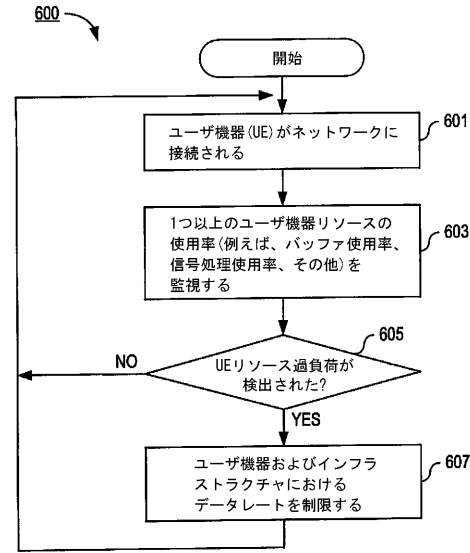 600
開始
ユーザ機器(UE)がネットワークに
接続される
601
1つ以上のユーザ機器リソースの
使用率(例えば、バッファ使用率、
信号処理使用率、その他)を
監視する
603
605
UEリソース過負荷が
検出された?
NO
YES
ユーザ機器およびインフラ
ストラクチャにおける
データレートを制限する
607